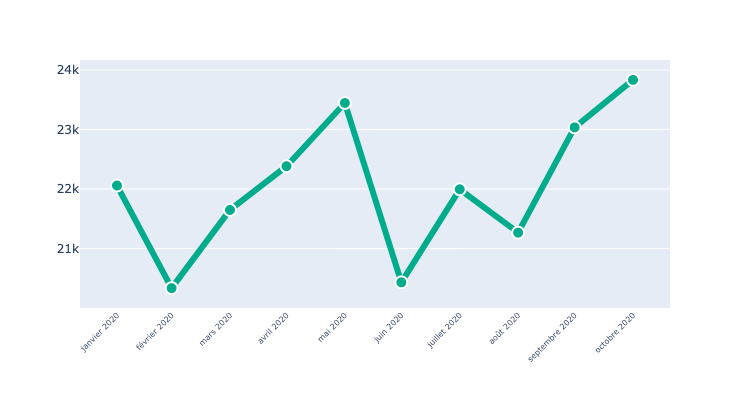 24k
23k
22k
21k
janvier 2020
février 2020
mars 2020
avril 2020
mai 2020
juin 2020
juillet 2020
août 2020
septembre 2020
octobre 2020